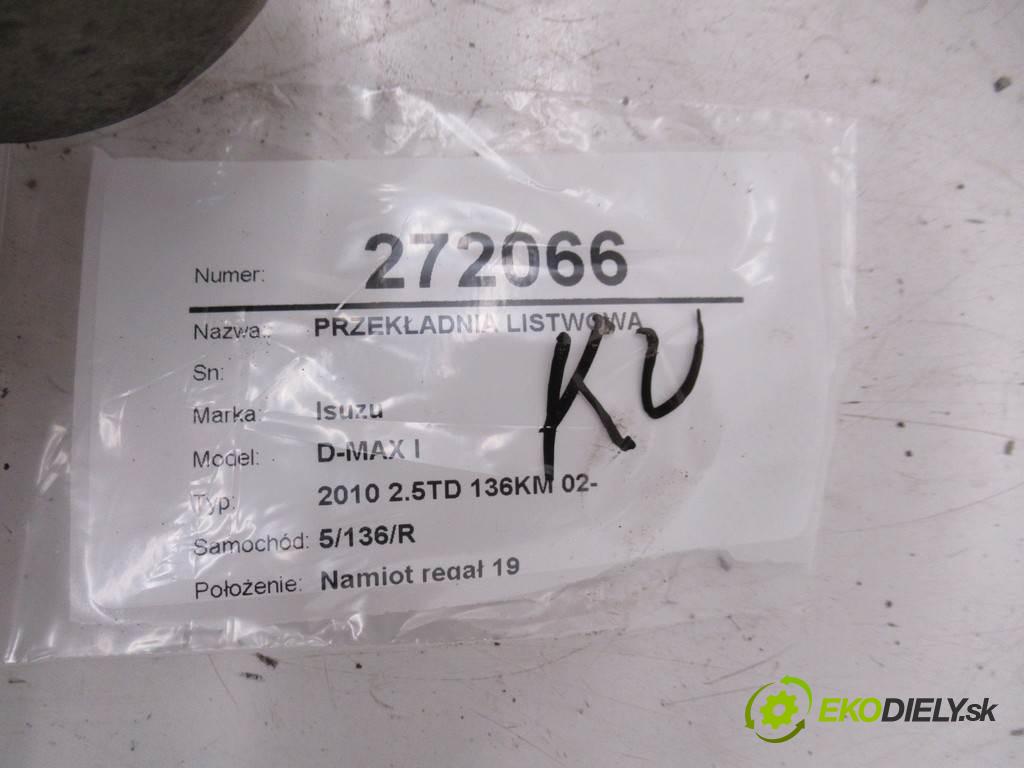 Numer: 272066
Nazwa: PRZEKŁADNIA LISTWOWA
Sn:
Marka: Isuzu
Model: D-MAX I
Typ: 2010 2.5TD 136KM 02-
Samochód: 5/136/R
Położenie: Namiot regał 19
KU
EKODIELY.sk